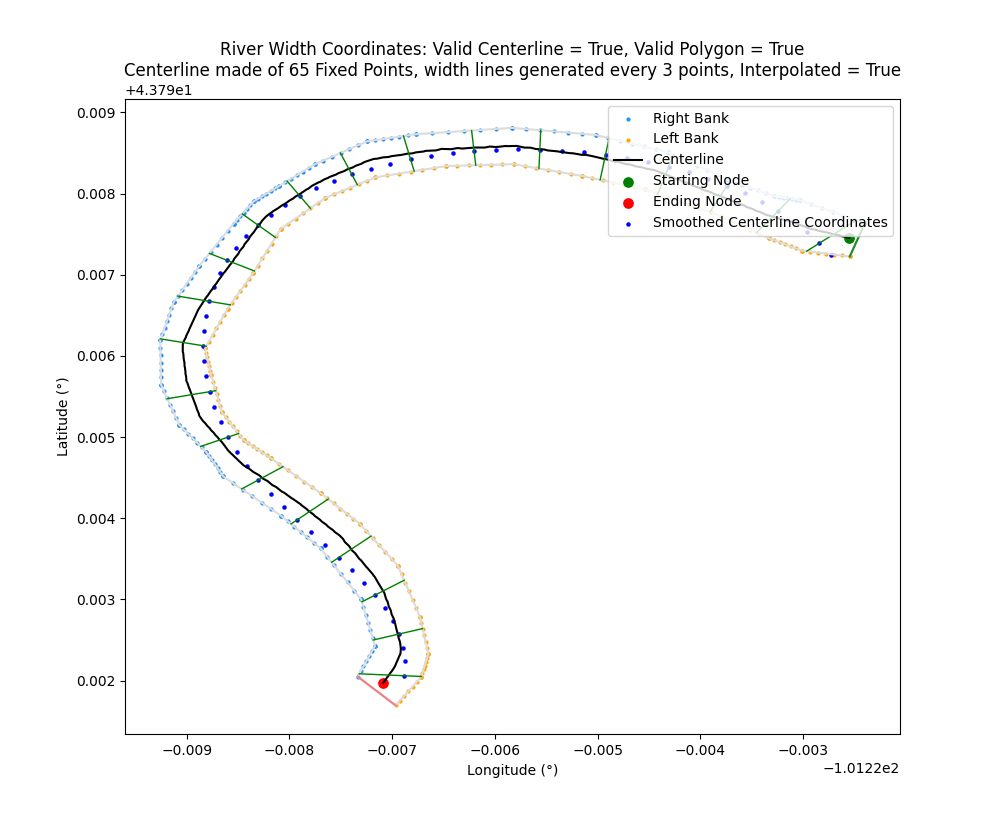 River Width Coordinates: Valid Centerline = True, Valid Polygon = True
Centerline made of 65 Fixed Points, width lines generated every 3 points, Interpolated = True
+4.379e1
0.009
0.008
0.007
0.006
0.005
0.004
0.003
0.002
Latitude (°)
Right Bank
Left Bank
Centerline
Starting Node
Ending Node
Smoothed Centerline Coordinates
−0.009 −0.008 −0.007 −0.006 −0.005 −0.004 −0.003
Longitude (°)
−1.0122e2